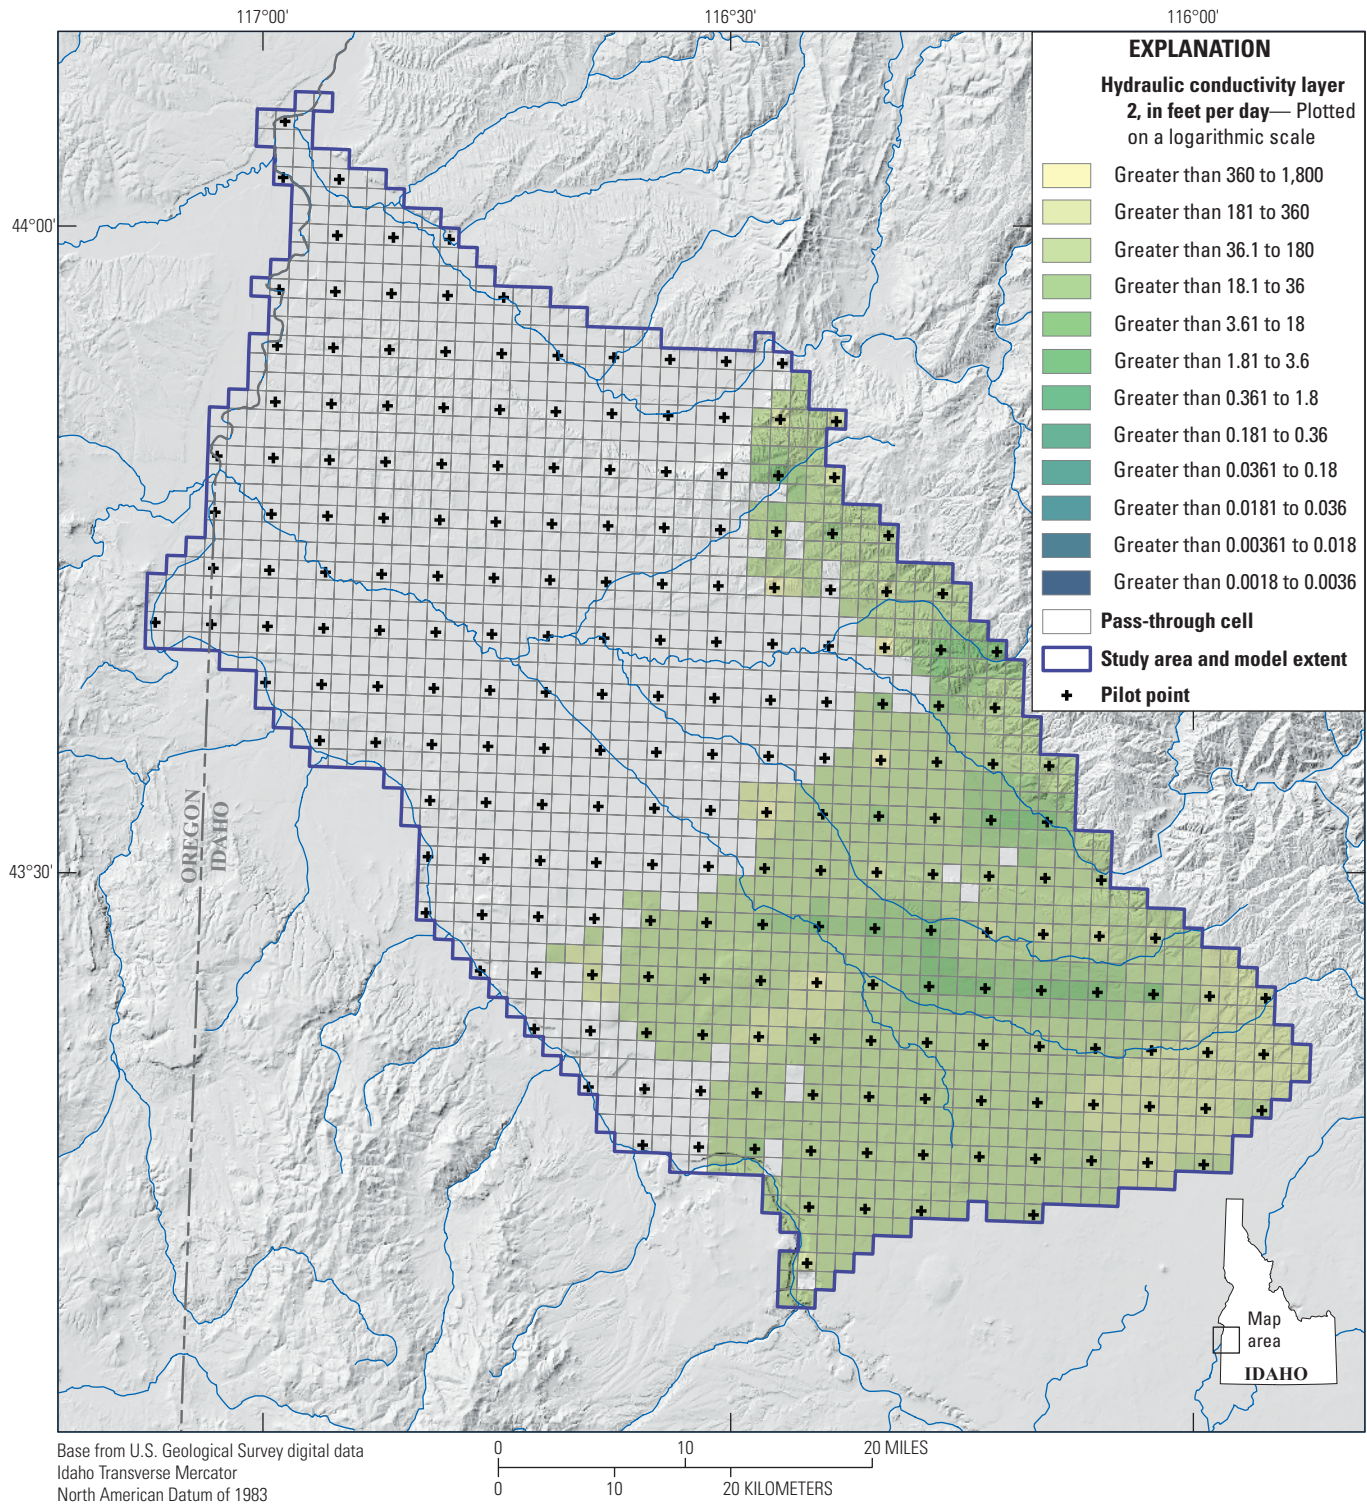 117°00'
116°30'
116°00'
44°00'
43°30'
EXPLANATION
Hydraulic conductivity layer
2, in feet per day— Plotted
on a logarithmic scale
Greater than 360 to 1,800
Greater than 181 to 360
Greater than 36.1 to 180
Greater than 18.1 to 36
Greater than 3.61 to 18
Greater than 1.81 to 3.6
Greater than 0.361 to 1.8
Greater than 0.181 to 0.36
Greater than 0.0361 to 0.18
Greater than 0.0181 to 0.036
Greater than 0.00361 to 0.018
Greater than 0.0018 to 0.0036
Pass-through cell
Study area and model extent
Pilot point
OREGON
IDAHO
Map
area
IDAHO
Base from U.S. Geological Survey digital data
Idaho Transverse Mercator
North American Datum of 1983
0 10 20 MILES
0 10 20 KILOMETERS